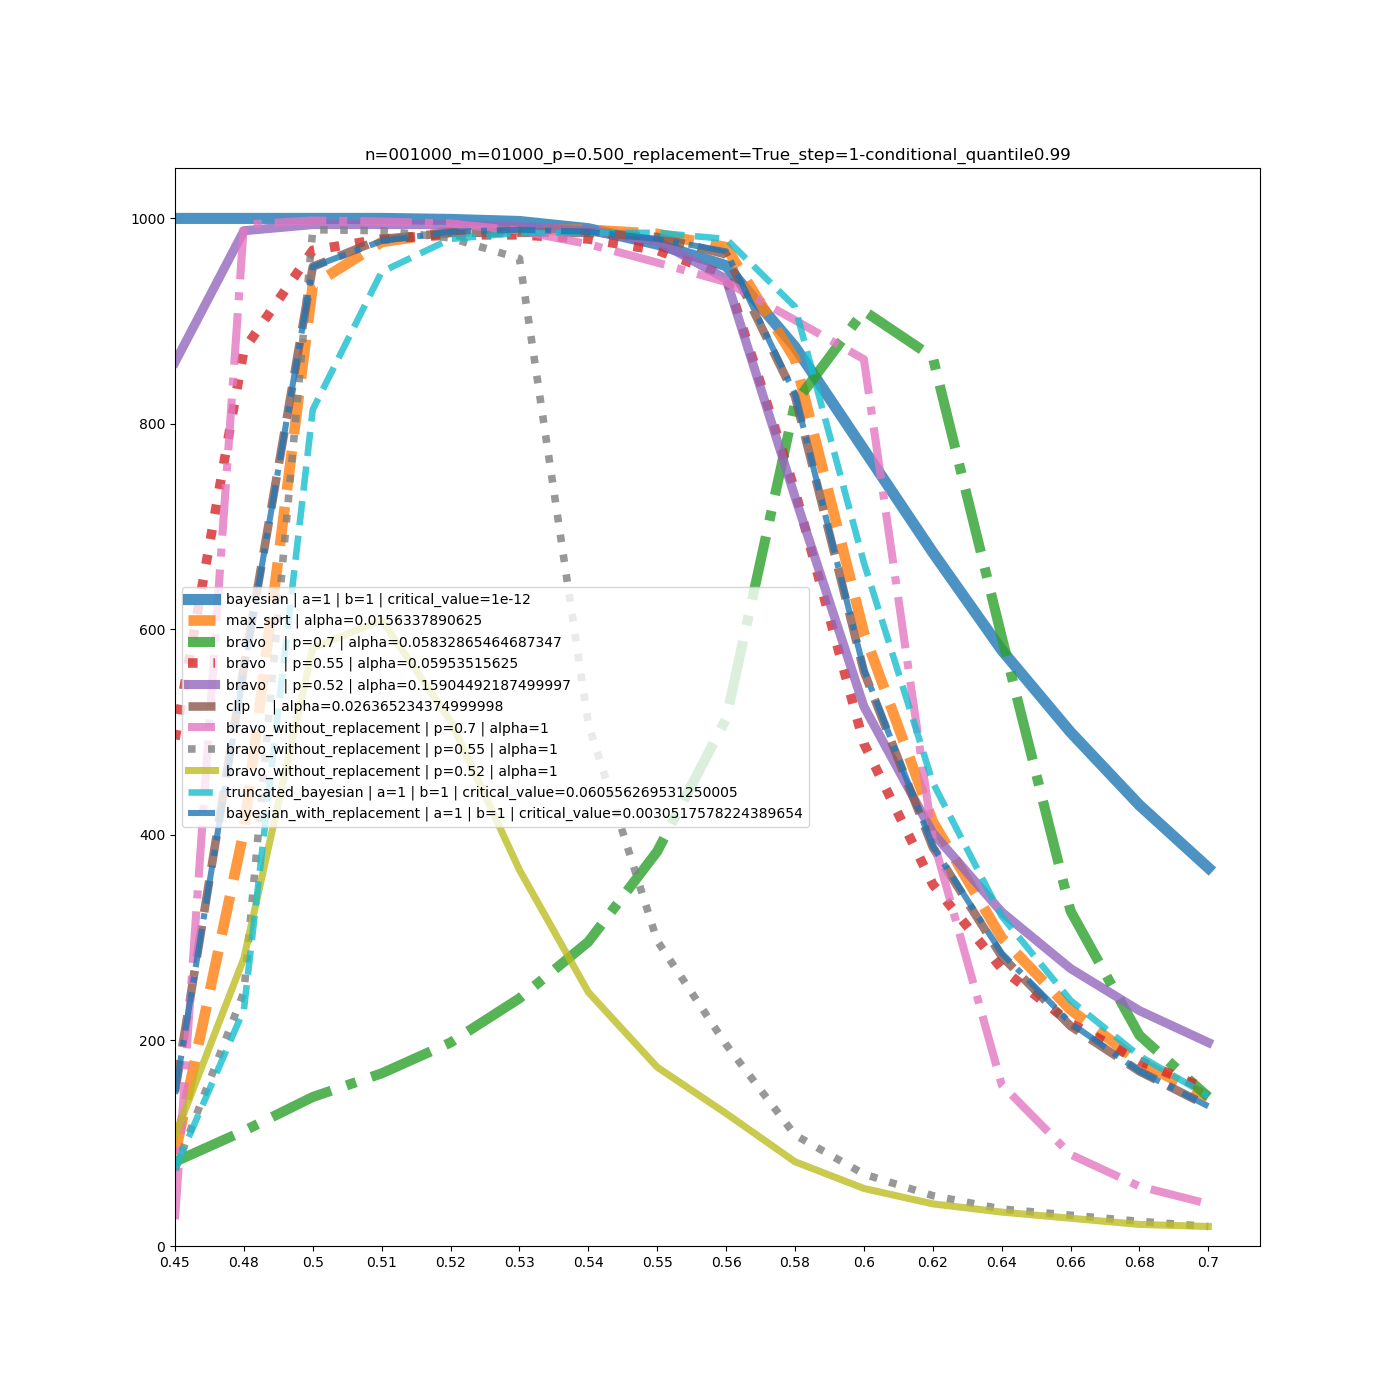 n=001000_m=01000_p=0.500_replacement=True_step=1-conditional_quantile0.99
1000
800
600
400
200
0
bayesian | a=1 | b=1 | critical_value=1e-12
max_sprt | alpha=0.0156337890625
bravo | p=0.7 | alpha=0.05832865464687347
bravo | p=0.55 | alpha=0.05953515625
bravo | p=0.52 | alpha=0.15904492187499997
clip | alpha=0.026365234374999998
bravo_without_replacement | p=0.7 | alpha=1
bravo_without_replacement | p=0.55 | alpha=1
bravo_without_replacement | p=0.52 | alpha=1
truncated_bayesian | a=1 | b=1 | critical_value=0.060556269531250005
bayesian_with_replacement | a=1 | b=1 | critical_value=0.0030517578224389654
0.45 0.48 0.5 0.51 0.52 0.53 0.54 0.55 0.56 0.58 0.6 0.62 0.64 0.66 0.68 0.7